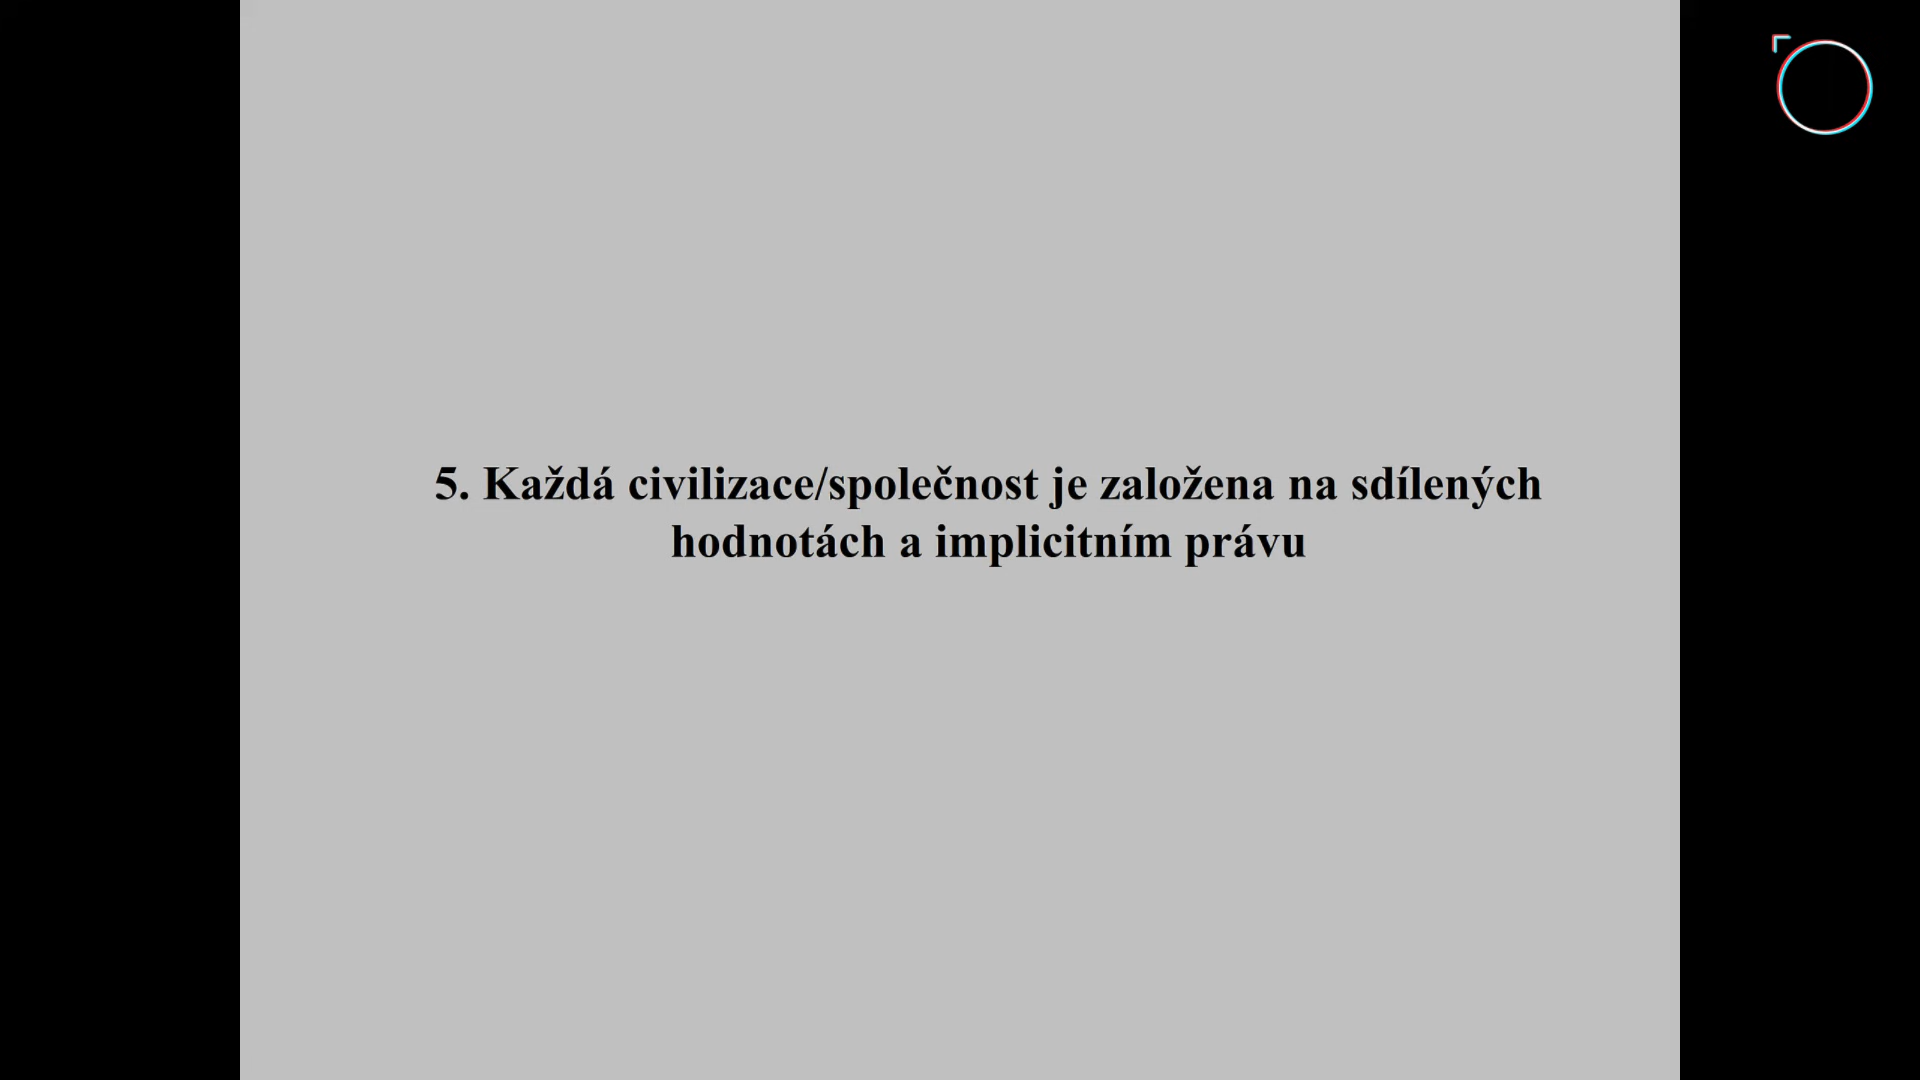 5. Každá civilizace/společnost je založena na sdílených
hodnotách a implicitním právu